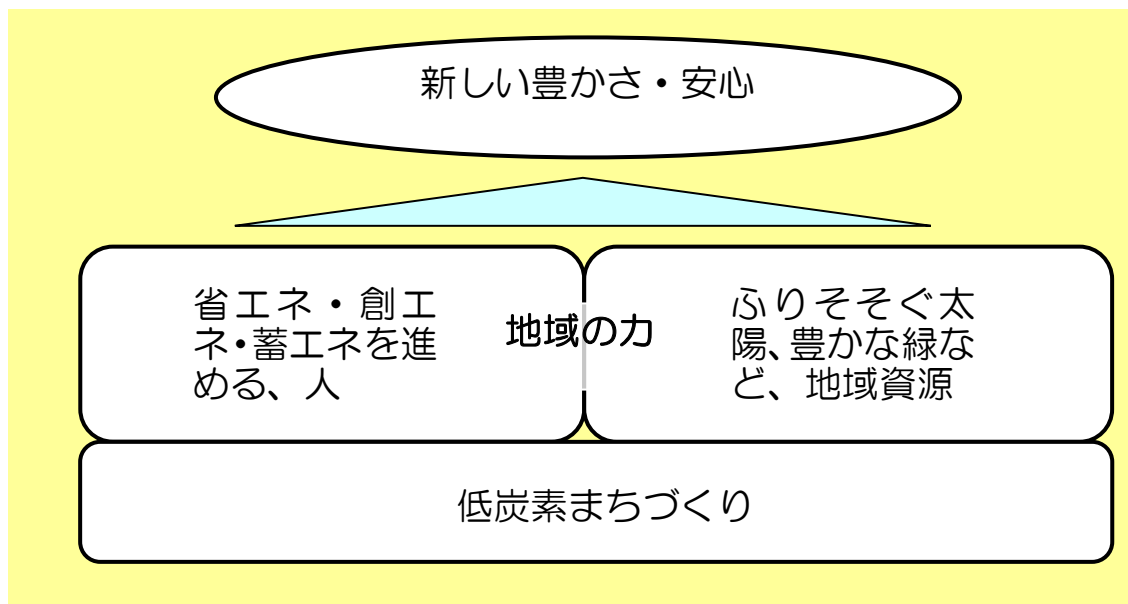 新しい豊かさ・安心
省エネ・創エ
ネ・蓄エネを進
める、人
地域の力
ふりそそぐ太
陽、豊かな緑な
ど、地域資源
低炭素まちづくり